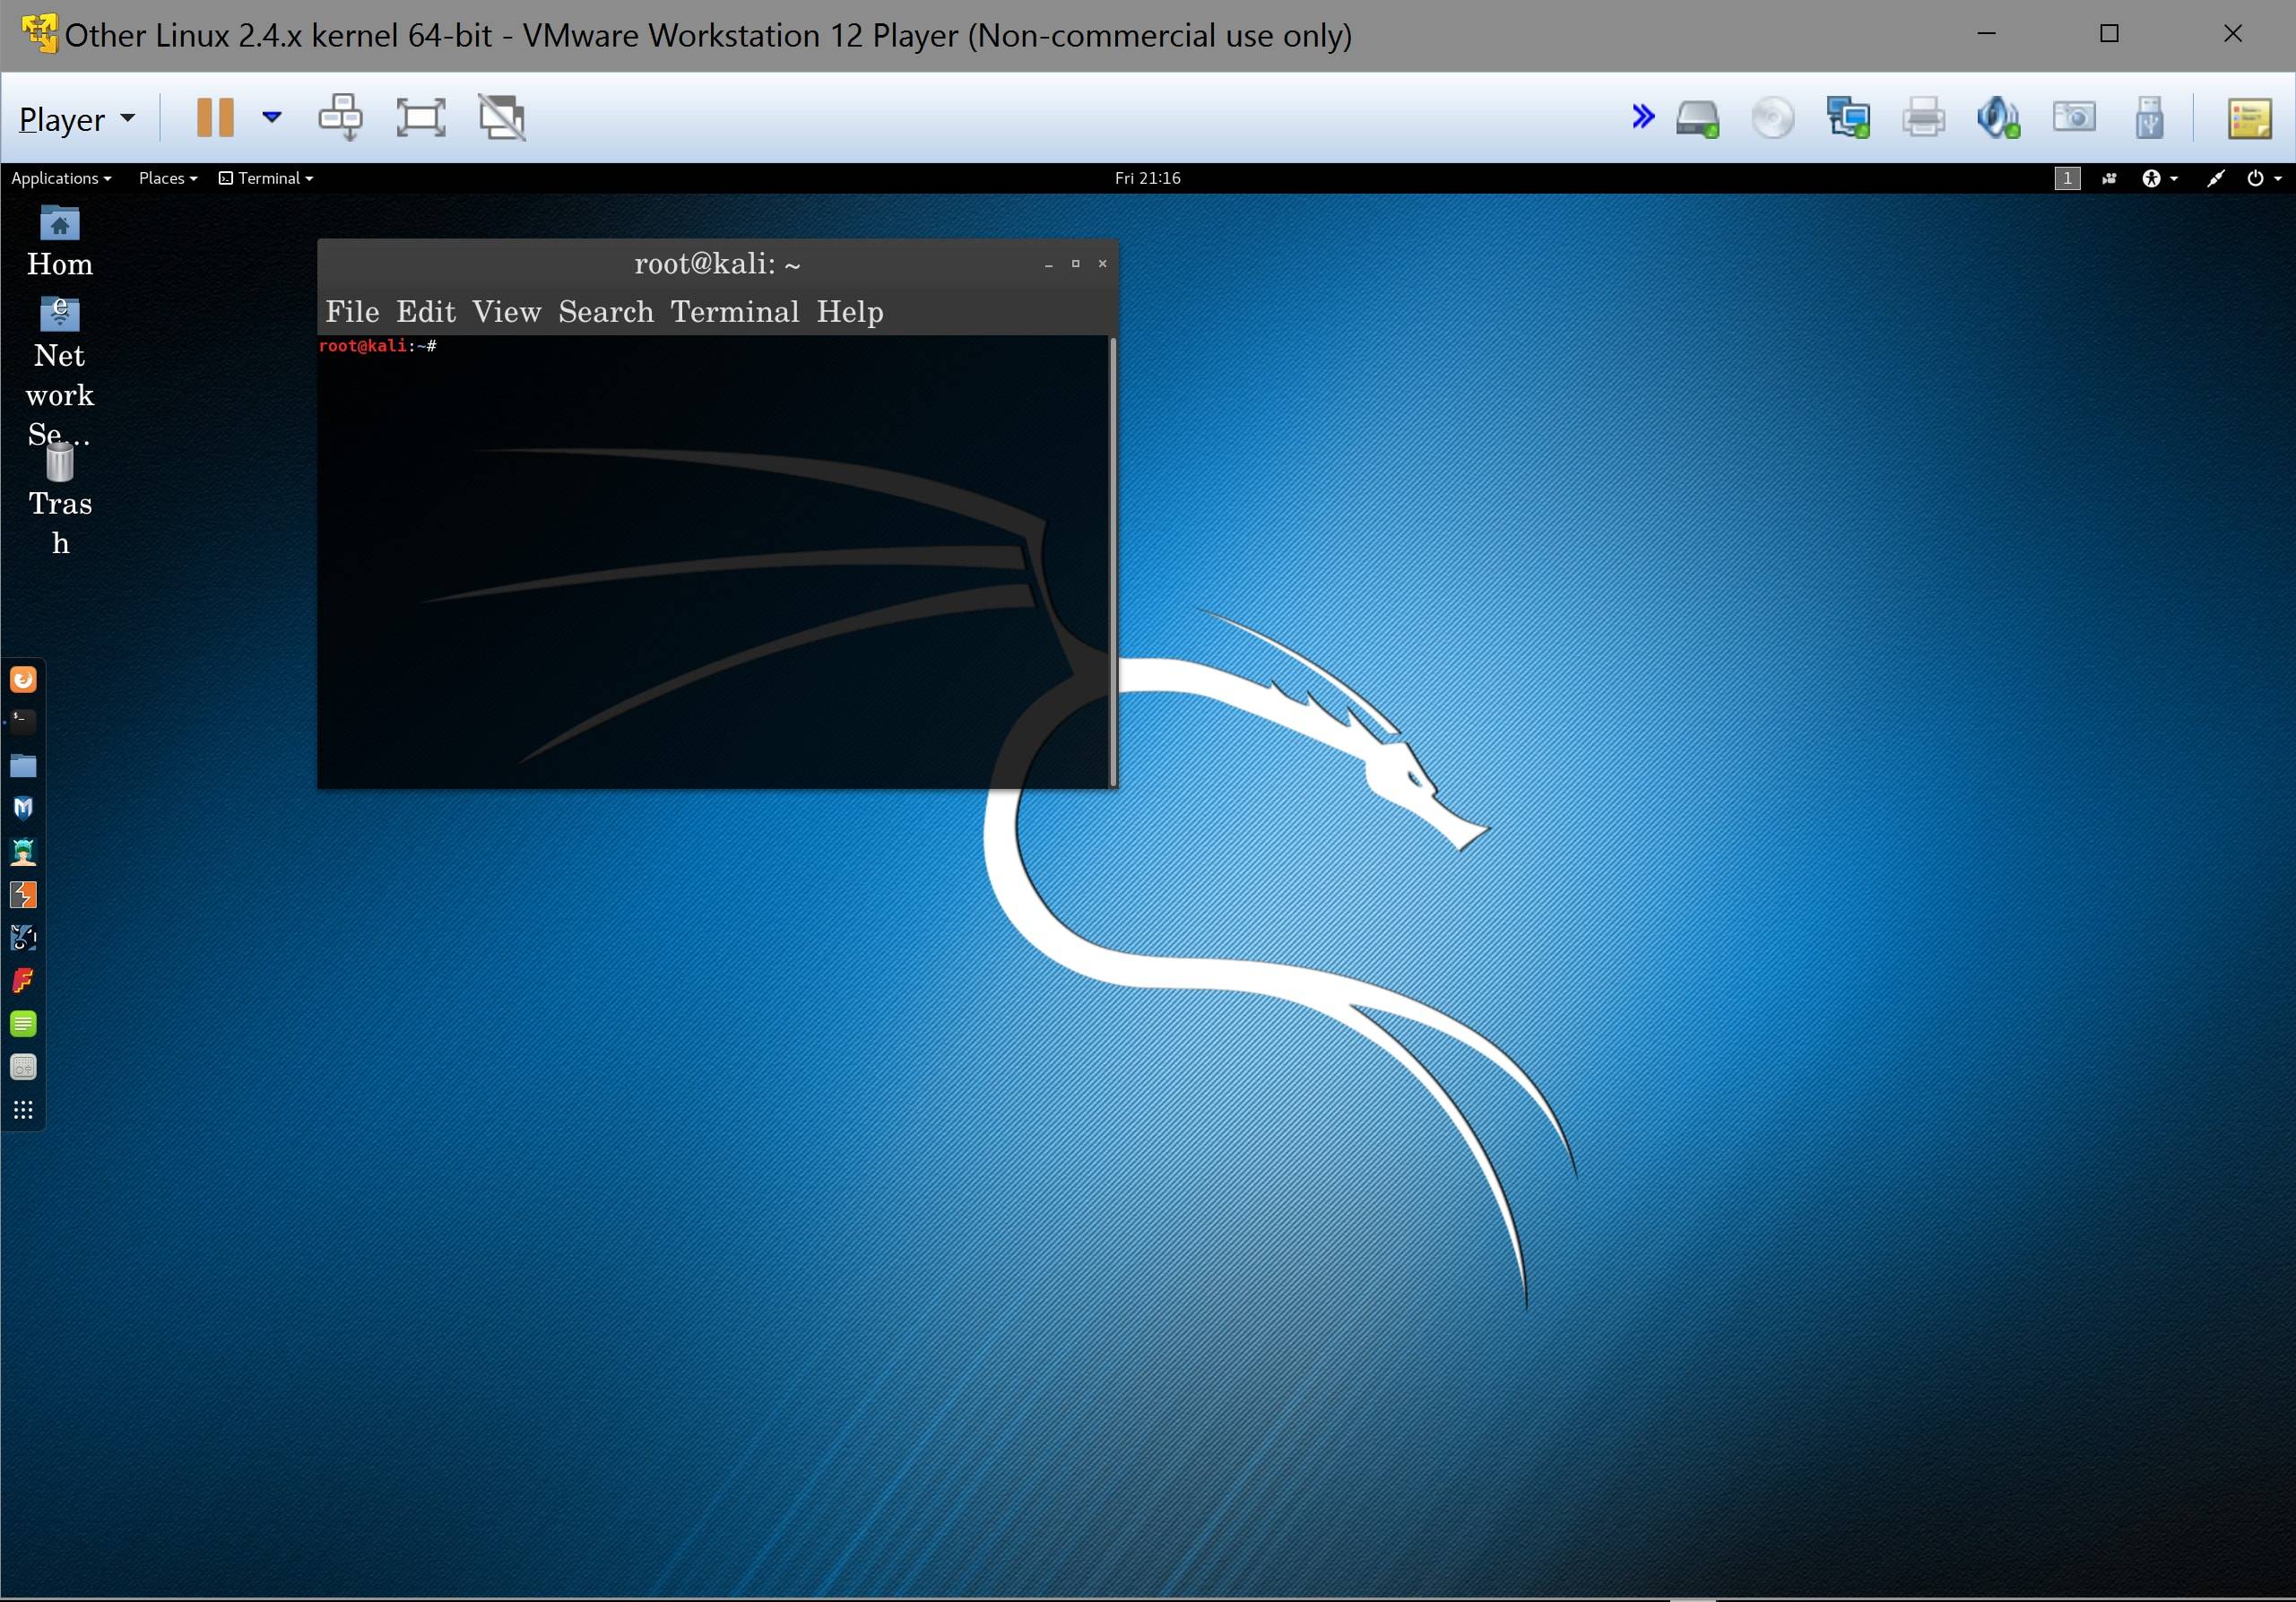 Other Linux 2.4.x kernel 64-bit - VMware Workstation 12 Player (Non-commercial use only)
Player
Applications Places Terminal Fri 21:16 1
Hom
e
Net
work
Se...
Tras
h
root@kali: ~
File Edit View Search Terminal Help
root@kali:~#
$_